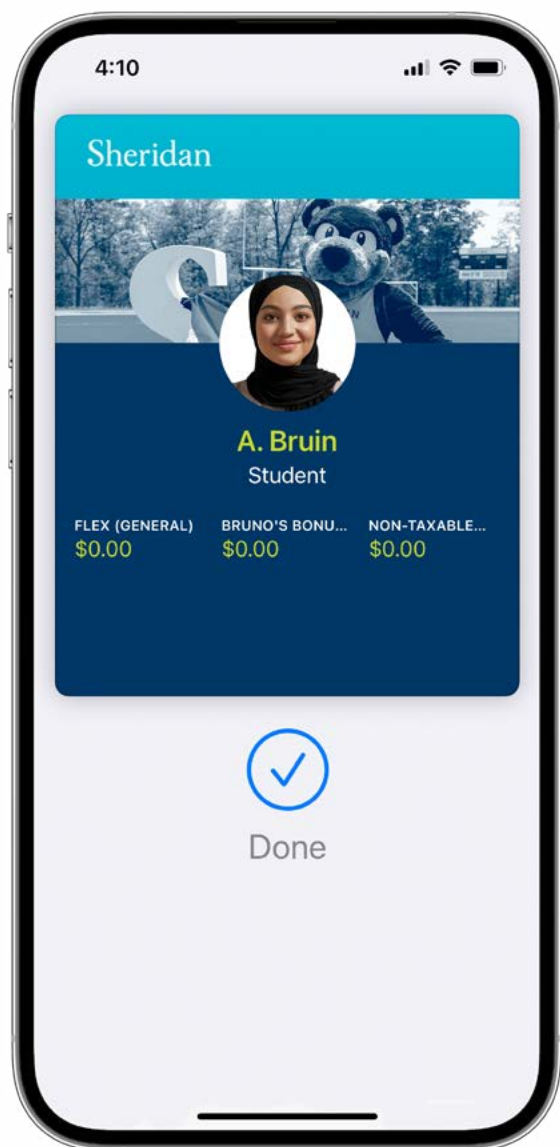 4:10
Sheridan
A. Bruin
Student
FLEX (GENERAL) BRUNO'S BONU... NON-TAXABLE...
$0.00 $0.00 $0.00
Done